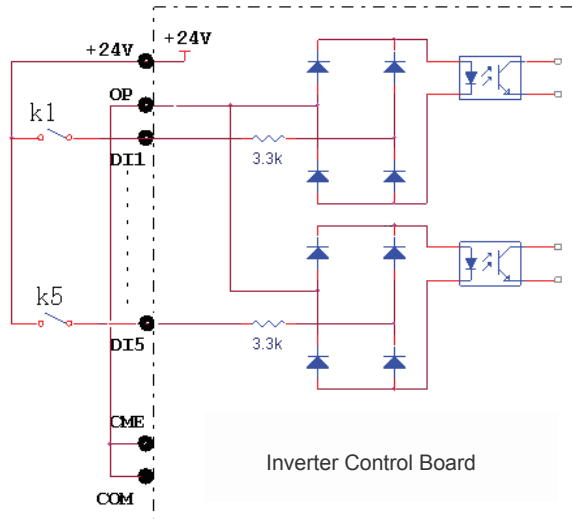 +24V
+24V
OP
k1
DI1
3.3k
k5
DI5
3.3k
CME
COM
Inverter Control Board